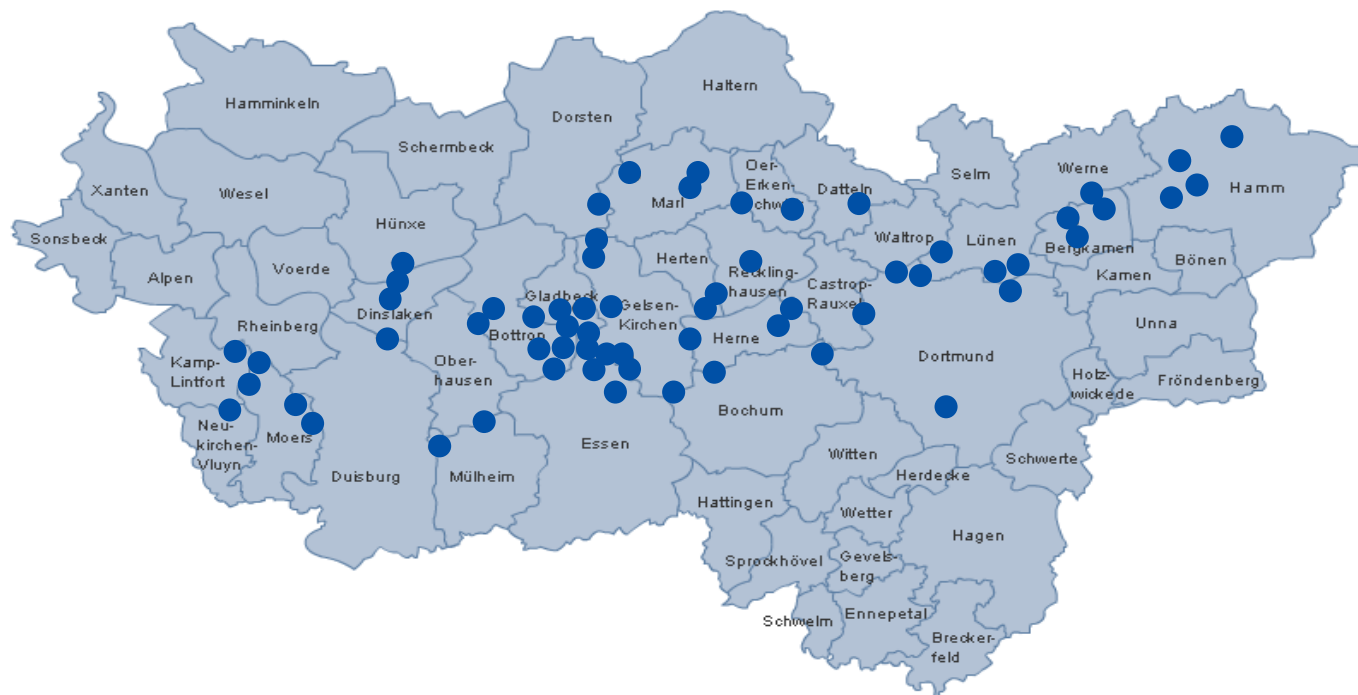 Haltern
Hamminkeln
Dorsten
Schermbeck
Oer-
Erken-
schwick
Werne
Selm
Datteln
Xanten
Wesel
Marl
Hamm
Hünxe
Sonsbeck
Waltrop
Lünen
Bergkamen
Voerde
Herten
Reckling-
hausen
Bönen
Alpen
Kamen
Castrop-
Rauxel
Gladbeck
Gelsen-
Kirchen
Dinslaken
Rheinberg
Unna
Bottrop
Herne
Kamp-
Lintfort
Ober-
hausen
Dortmund
Holz-
wickede
Fröndenberg
Bochum
Neu-
kirchen-
Vluyn
Moers
Essen
Witten
Schwerte
Duisburg
Mülheim
Herdecke
Hattingen
Wetter
Hagen
Sprockhövel
Gevels-
berg
Ennepetal
Schwelm
Brecker-
feld